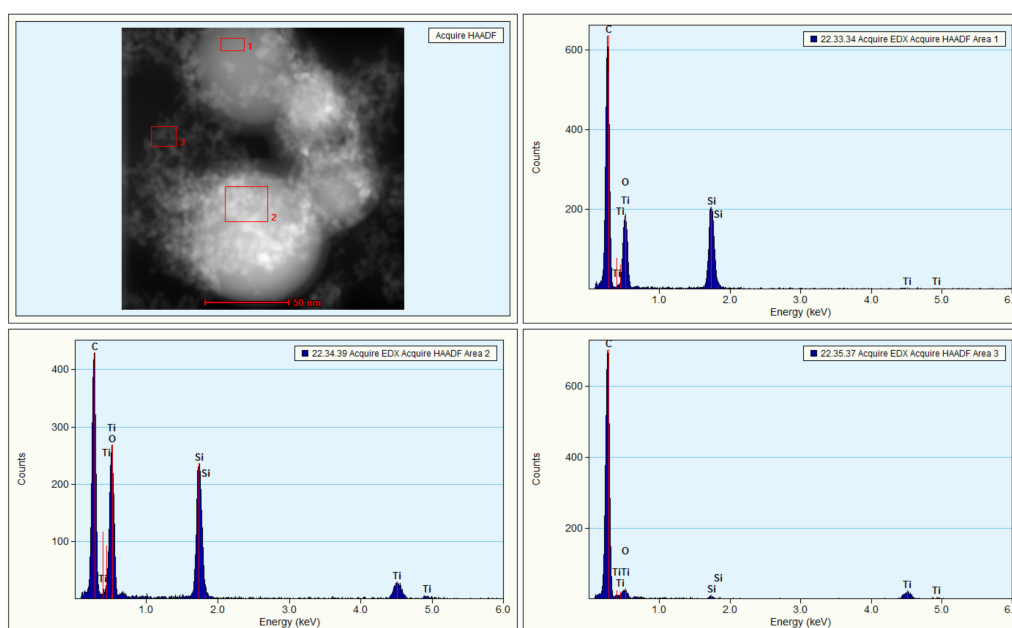 Acquire HAADF
1
3
2
50 nm
22.33.34 Acquire EDX Acquire HAADF Area 1
C
600
400
O
Ti
Si
200
Ti
Si
Ti
Ti
Ti
1.0 2.0 3.0 4.0 5.0 6.0
Energy (keV)
Counts
22.34.39 Acquire EDX Acquire HAADF Area 2
C
400
Ti
O
300
Ti
Si
Si
200
100
Ti
Ti
Ti
1.0 2.0 3.0 4.0 5.0 6.0
Energy (keV)
Counts
22.35.37 Acquire EDX Acquire HAADF Area 3
C
600
400
200
O
TiTi
Si
Ti
Si
Ti
Ti
1.0 2.0 3.0 4.0 5.0 6.0
Energy (keV)
Counts